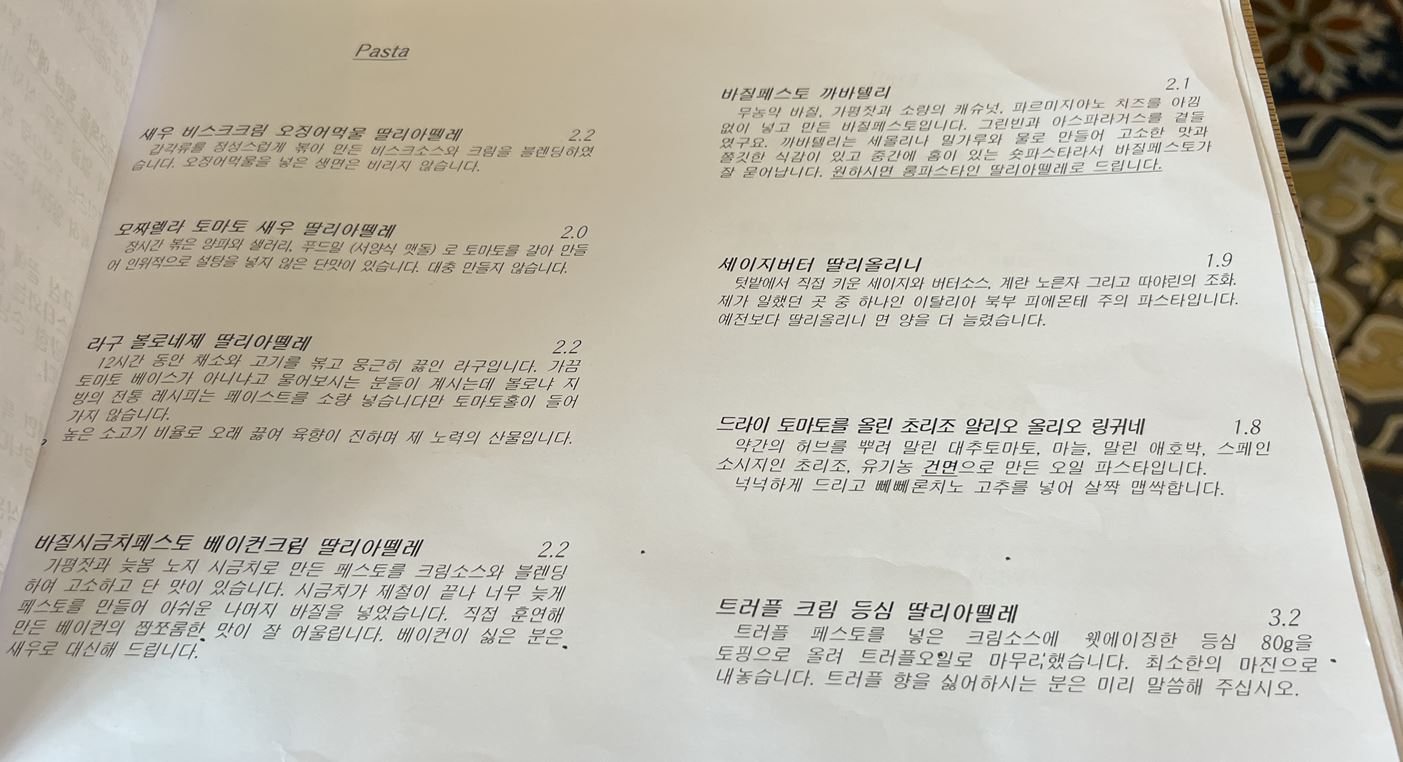 Pasta
새우 비스크크림 오징어먹물 딸리아뗄레 2.2
갑각류를 정성스럽게 볶아 만든 비스크소스와 크림을 블렌딩하였
습니다. 오징어먹물을 넣은 생면은 비리지 않습니다.
모짜렐라 토마토 새우 딸리아뗄레 2.0
장시간 볶은 양파와 샐러리, 푸드밀 (서양식 맷돌) 로 토마토를 갈아 만들
어 인위적으로 설탕을 넣지 않은 단맛이 있습니다. 대충 만들지 않습니다.
라구 볼로네제 딸리아뗄레 2.2
12시간 동안 채소와 고기를 볶고 뭉근히 끓인 라구입니다. 가끔
토마토 베이스가 아니냐고 물어보시는 분들이 계시는데 볼로냐 지
방의 전통 레시피는 페이스트를 소량 넣습니다만 토마토홀이 들어
가지 않습니다.
높은 소고기 비율로 오래 끓여 육향이 진하며 제 노력의 산물입니다.
바질시금치페스토 베이컨크림 딸리아뗄레 2.2
가평잣과 늦봄 노지 시금치로 만든 페스토를 크림소스와 블렌딩
하여 고소하고 단 맛이 있습니다. 시금치가 제철이 끝나 너무 늦게
페스토를 만들어 아쉬운 나머지 바질을 넣었습니다. 직접 훈연해
만든 베이컨의 짭쪼롬한 맛이 잘 어울립니다. 베이컨이 싫은 분은
새우로 대신해 드립니다.
바질페스토 까바텔리 2.1
무농약 바질, 가평잣과 소량의 캐슈넛, 파르미지아노 치즈를 아낌
없이 넣고 만든 바질페스토입니다. 그린빈과 아스파라거스를 곁들
였구요. 까바텔리는 세몰리나 밀가루와 물로 만들어 고소한 맛과
쫄깃한 식감이 있고 중간에 홈이 있는 숏파스타라서 바질페스토가
잘 묻어납니다. 원하시면 롱파스타인 딸리아뗄레로 드립니다.
세이지버터 딸리올리니 1.9
텃밭에서 직접 키운 세이지와 버터소스, 계란 노른자 그리고 따야린의 조화.
제가 일했던 곳 중 하나인 이탈리아 북부 피에몬테 주의 파스타입니다.
예전보다 딸리올리니 면 양을 더 늘렸습니다.
드라이 토마토를 올린 초리조 알리오 올리오 링귀네 1.8
약간의 허브를 뿌려 말린 대추토마토, 마늘, 말린 애호박, 스페인
소시지인 초리조, 유기농 건면으로 만든 오일 파스타입니다.
넉넉하게 드리고 뻬뻬론치노 고추를 넣어 살짝 맵싹합니다.
트러플 크림 등심 딸리아뗄레 3.2
트러플 페스토를 넣은 크림소스에 웻에이징한 등심 80g을
토핑으로 올려 트러플오일로 마무리했습니다. 최소한의 마진으로
내놓습니다. 트러플 향을 싫어하시는 분은 미리 말씀해 주십시오.